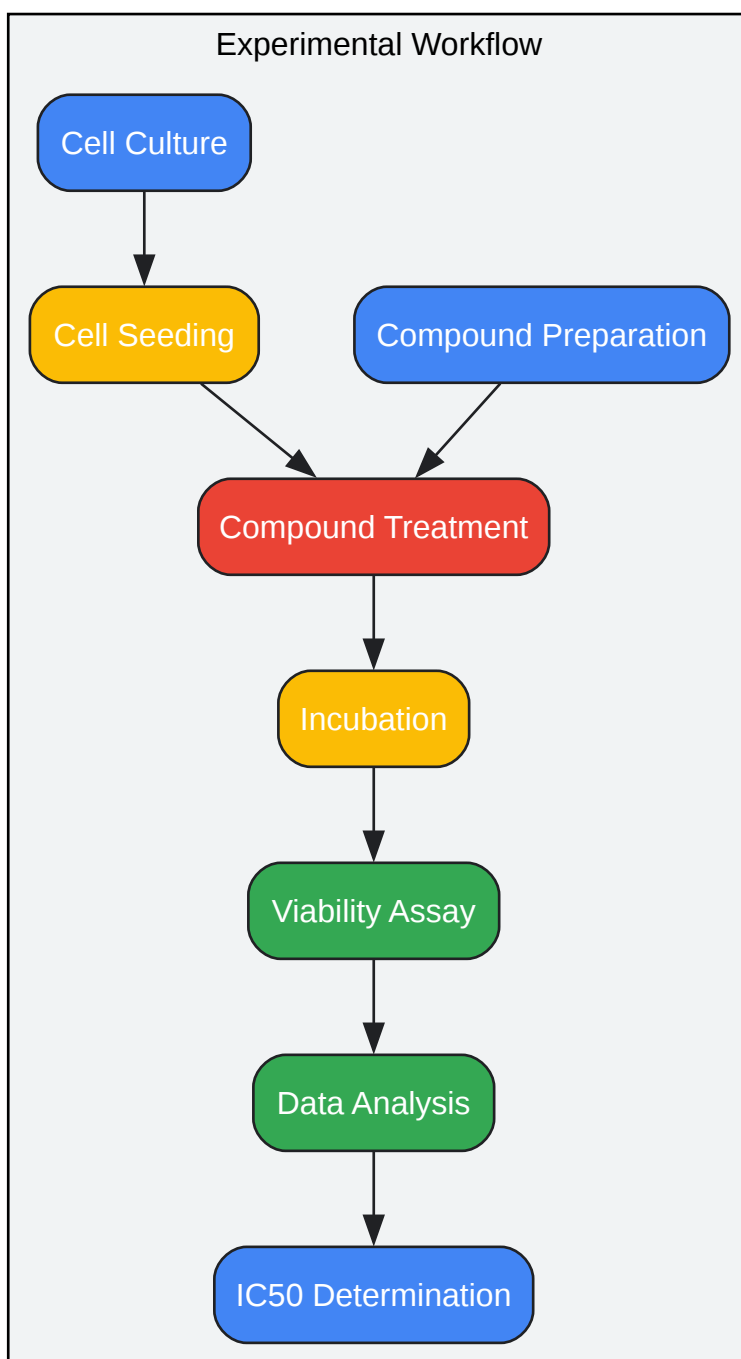 Experimental Workflow
Cell Culture
Cell Seeding
Compound Preparation
Compound Treatment
Incubation
Viability Assay
Data Analysis
IC50 Determination